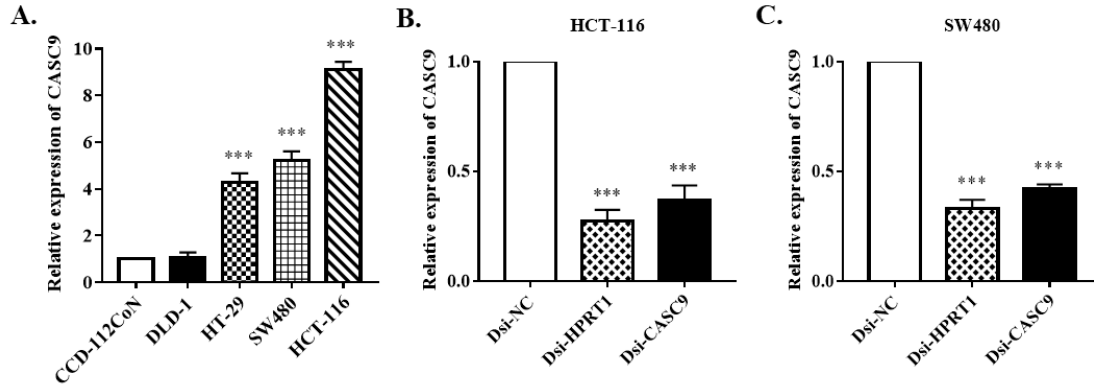 A.
Relative expression of CASC9
10
8
6
4
2
0
***
***
***
CCD-112CoN
DLD-1
HT-29
SW480
HCT-116
B.
HCT-116
Relative expression of CASC9
1.0
0.5
0.0
***
***
Dsi-NC
Dsi-HPRT1
Dsi-CASC9
C.
SW480
Relative expression of CASC9
1.0
0.5
0.0
***
***
Dsi-NC
Dsi-HPRT1
Dsi-CASC9